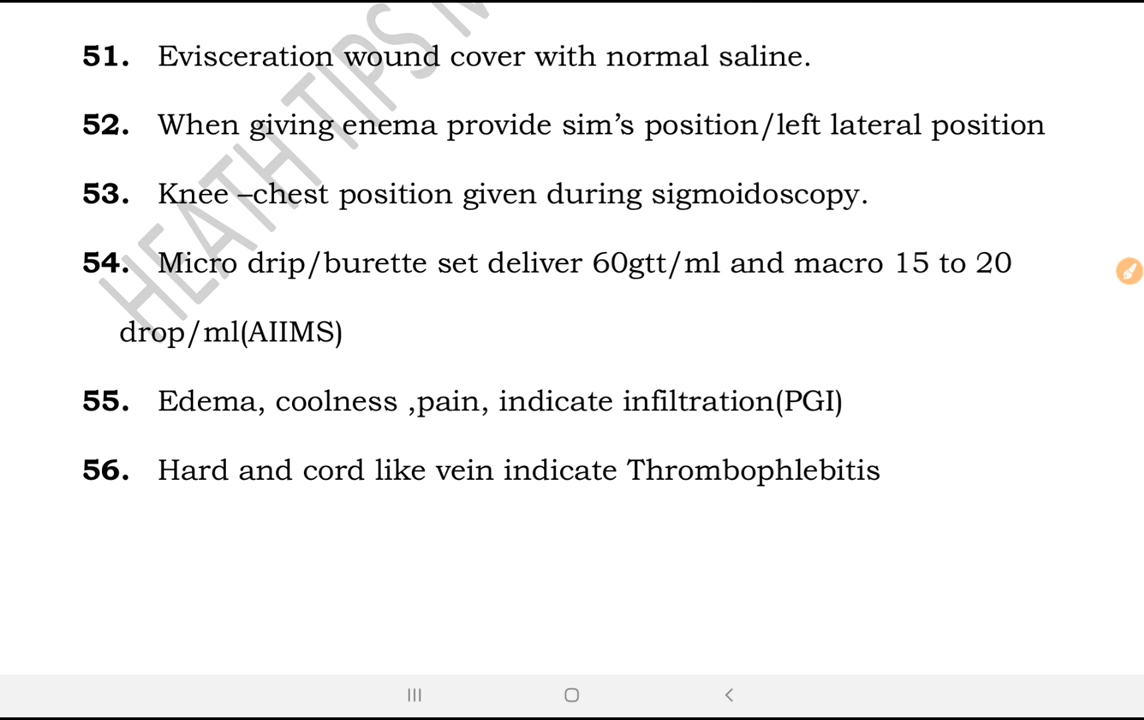 51. Evisceration wound cover with normal saline.
52. When giving enema provide sim’s position/left lateral position
53. Knee –chest position given during sigmoidoscopy.
54. Micro drip/burette set deliver 60gtt/ml and macro 15 to 20
drop/ml(AIIMS)
55. Edema, coolness ,pain, indicate infiltration(PGI)
56. Hard and cord like vein indicate Thrombophlebitis
HEATH TIPS